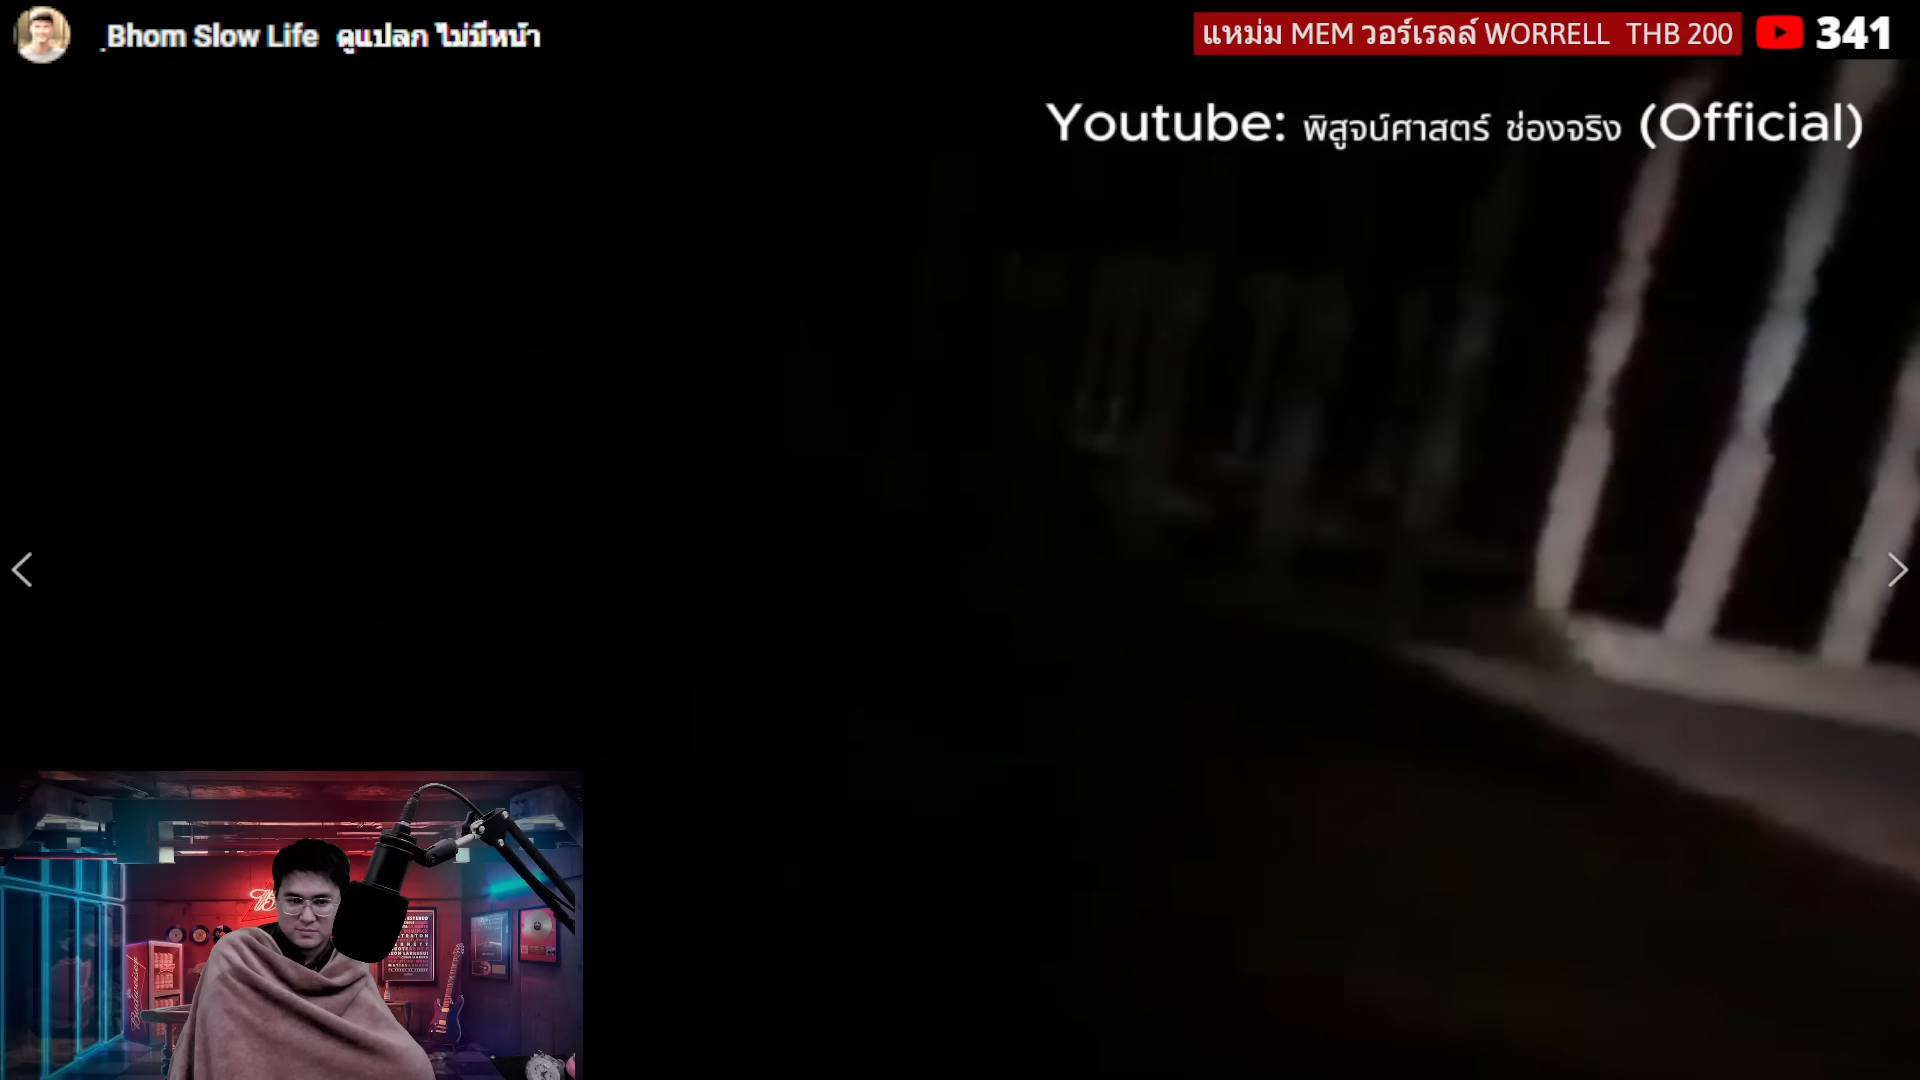 Bhom Slow Life ดูแปลก ไม่มีหน้า
แหม่ม MEM วอร์เรลล์ WORRELL THB 200
341
Youtube: พิสูจน์ศาสตร์ ช่องจริง (Official)
Budweiser